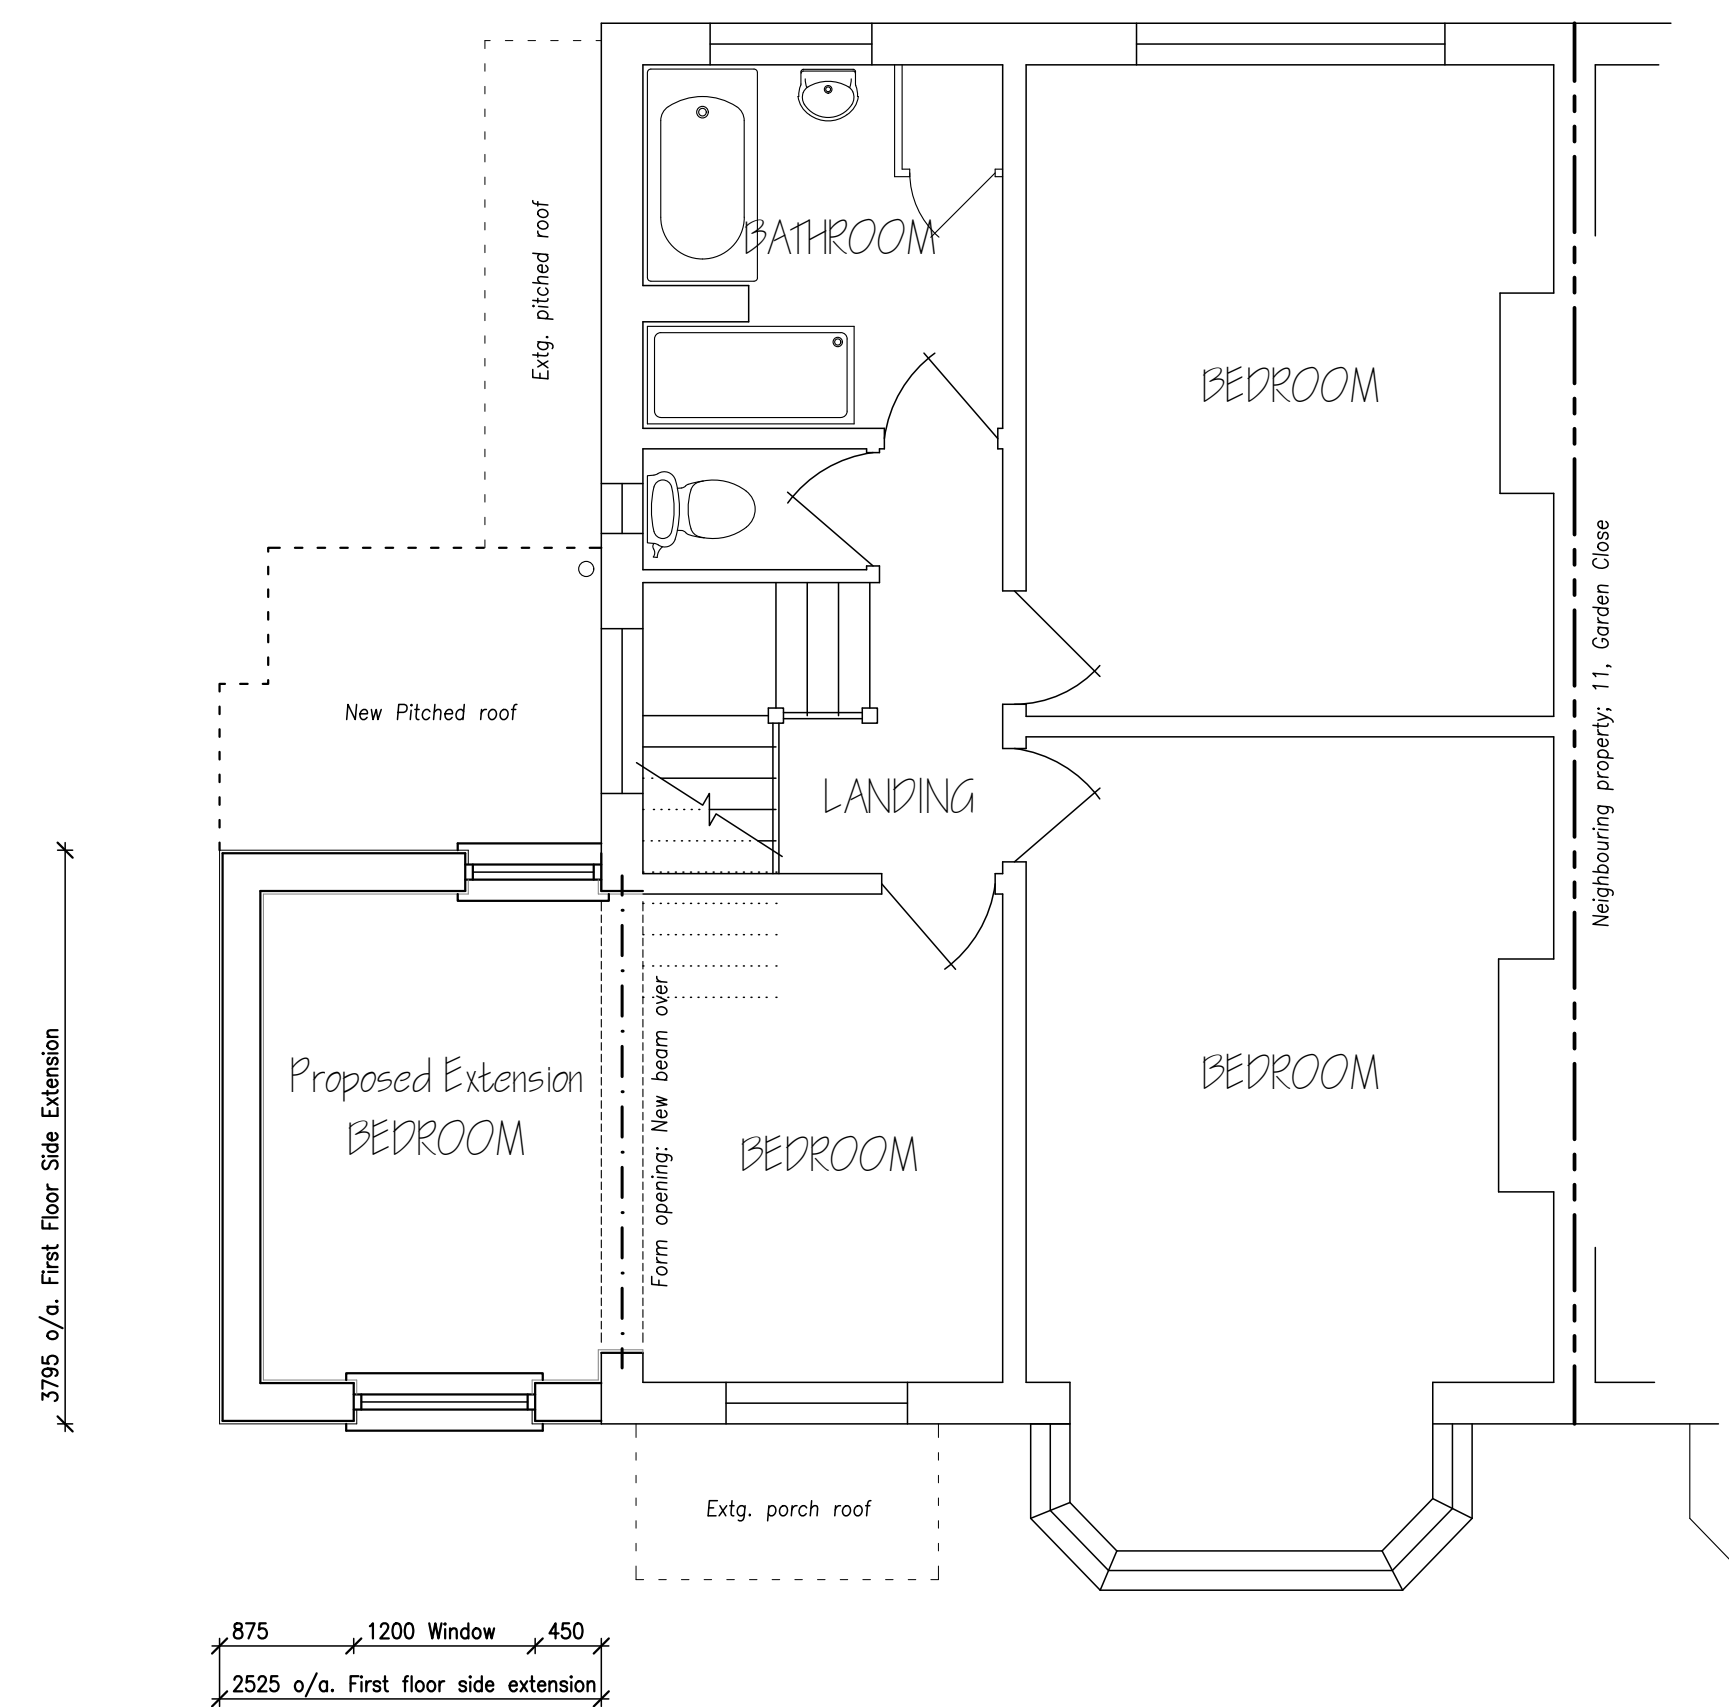 Extg. pitched roof
BATHROOM
BEDROOM
Neighbouring property; 11, Garden Close
New Pitched roof
LANDING
3795 o/a. First Floor Side Extension
Proposed Extension
BEDROOM
Form opening: New beam over
BEDROOM
BEDROOM
Extg. porch roof
875
1200 Window
450
2525 o/a. First floor side extension